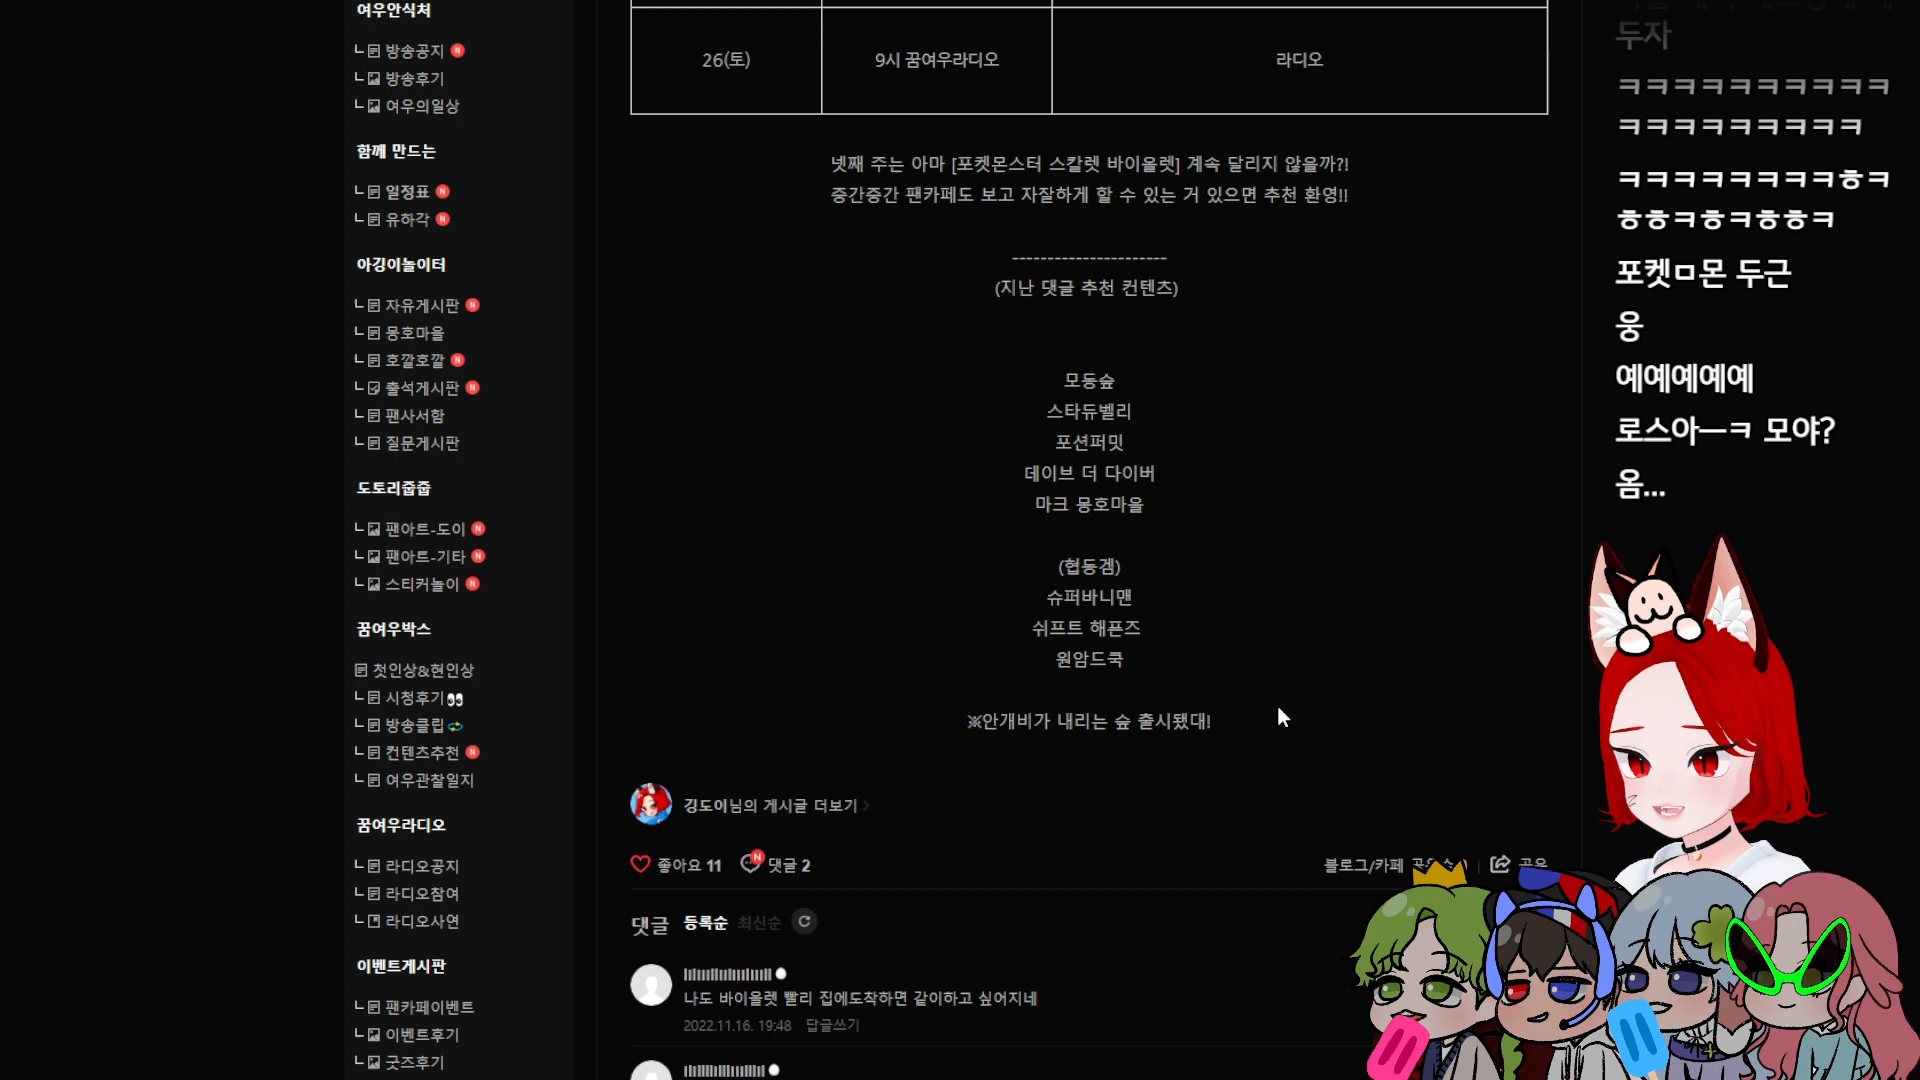 여우안식처
방송공지 N
방송후기
여우의일상
함께 만드는
일정표 N
유하각 N
아깅이놀이터
자유게시판 N
몽호마을
호깔호깔 N
출석게시판 N
팬사서함
질문게시판
도토리줍줍
팬아트-도이 N
팬아트-기타 N
스티커놀이 N
꿈여우박스
첫인상&현인상
시청후기
방송클립
컨텐츠추천 N
여우관찰일지
꿈여우라디오
라디오공지
라디오참여
라디오사연
이벤트게시판
팬카페이벤트
이벤트후기
굿즈후기
26(토) 9시 꿈여우라디오 라디오
넷째 주는 아마 [포켓몬스터 스칼렛 바이올렛] 계속 달리지 않을까?!
중간중간 팬카페도 보고 자잘하게 할 수 있는 거 있으면 추천 환영!!
----------------------
(지난 댓글 추천 컨텐츠)
모동숲
스타듀벨리
포션퍼밋
데이브 더 다이버
마크 몽호마을
(협동겜)
슈퍼바니맨
쉬프트 해픈즈
원암드쿡
※안개비가 내리는 숲 출시됐대!
깅도이님의 게시글 더보기
좋아요 11 N 댓글 2
블로그/카페 공유
댓글 등록순 최신순
나도 바이올렛 빨리 집에도착하면 같이하고 싶어지네
2022.11.16. 19:48 답글쓰기
두자
ㅋㅋㅋㅋㅋㅋㅋㅋㅋㅋ
ㅋㅋㅋㅋㅋㅋㅋㅋㅋ
ㅋㅋㅋㅋㅋㅋㅋㅋㅎㅋ
ㅎㅎㅋㅎㅋㅎㅎㅋ
포켓ㅁ몬 두근
웅
예예예예예
로스아ㅡㅋ 모야?
옴...